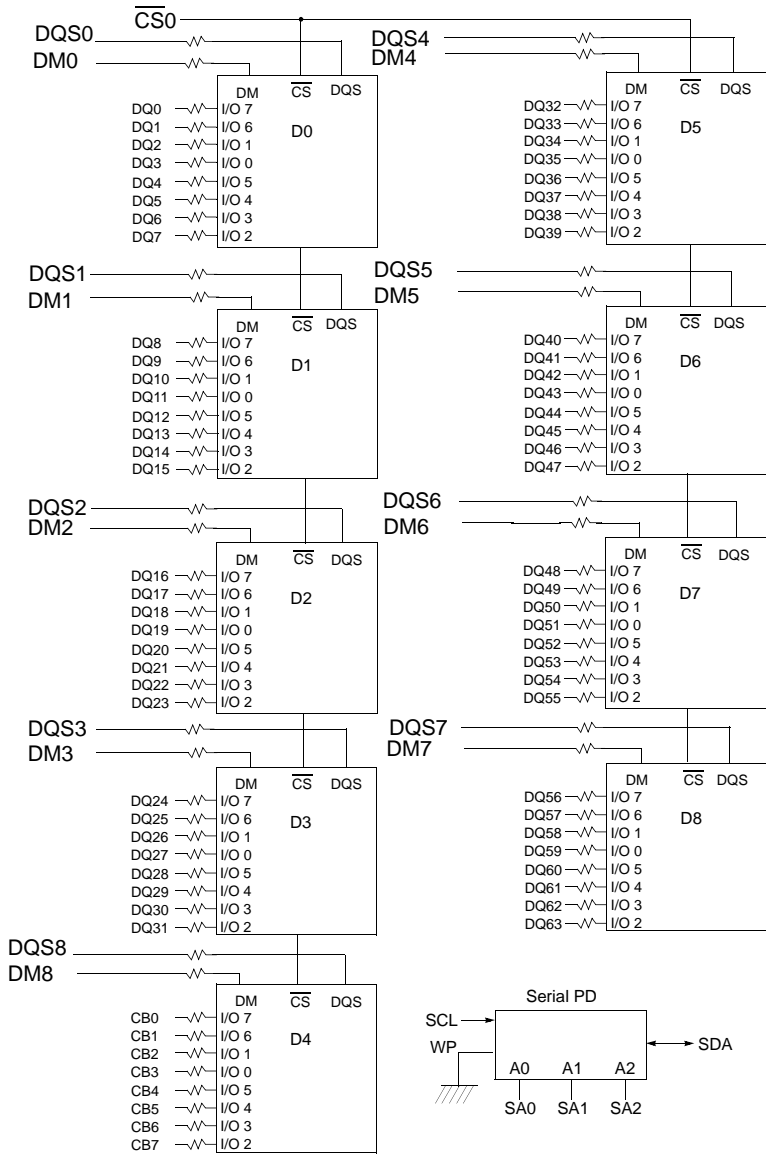 C̅S̅0
DQS0
DM0
DM C̅S̅ DQS
D0
DQ0 I/O 7
DQ1 I/O 6
DQ2 I/O 1
DQ3 I/O 0
DQ4 I/O 5
DQ5 I/O 4
DQ6 I/O 3
DQ7 I/O 2
DQS1
DM1
DM C̅S̅ DQS
D1
DQ8 I/O 7
DQ9 I/O 6
DQ10 I/O 1
DQ11 I/O 0
DQ12 I/O 5
DQ13 I/O 4
DQ14 I/O 3
DQ15 I/O 2
DQS2
DM2
DM C̅S̅ DQS
D2
DQ16 I/O 7
DQ17 I/O 6
DQ18 I/O 1
DQ19 I/O 0
DQ20 I/O 5
DQ21 I/O 4
DQ22 I/O 3
DQ23 I/O 2
DQS3
DM3
DM C̅S̅ DQS
D3
DQ24 I/O 7
DQ25 I/O 6
DQ26 I/O 1
DQ27 I/O 0
DQ28 I/O 5
DQ29 I/O 4
DQ30 I/O 3
DQ31 I/O 2
DQS8
DM8
DM C̅S̅ DQS
D4
CB0 I/O 7
CB1 I/O 6
CB2 I/O 1
CB3 I/O 0
CB4 I/O 5
CB5 I/O 4
CB6 I/O 3
CB7 I/O 2
DQS4
DM4
DM C̅S̅ DQS
D5
DQ32 I/O 7
DQ33 I/O 6
DQ34 I/O 1
DQ35 I/O 0
DQ36 I/O 5
DQ37 I/O 4
DQ38 I/O 3
DQ39 I/O 2
DQS5
DM5
DM C̅S̅ DQS
D6
DQ40 I/O 7
DQ41 I/O 6
DQ42 I/O 1
DQ43 I/O 0
DQ44 I/O 5
DQ45 I/O 4
DQ46 I/O 3
DQ47 I/O 2
DQS6
DM6
DM C̅S̅ DQS
D7
DQ48 I/O 7
DQ49 I/O 6
DQ50 I/O 1
DQ51 I/O 0
DQ52 I/O 5
DQ53 I/O 4
DQ54 I/O 3
DQ55 I/O 2
DQS7
DM7
DM C̅S̅ DQS
D8
DQ56 I/O 7
DQ57 I/O 6
DQ58 I/O 1
DQ59 I/O 0
DQ60 I/O 5
DQ61 I/O 4
DQ62 I/O 3
DQ63 I/O 2
Serial PD
SCL
WP
SDA
A0 A1 A2
SA0 SA1 SA2